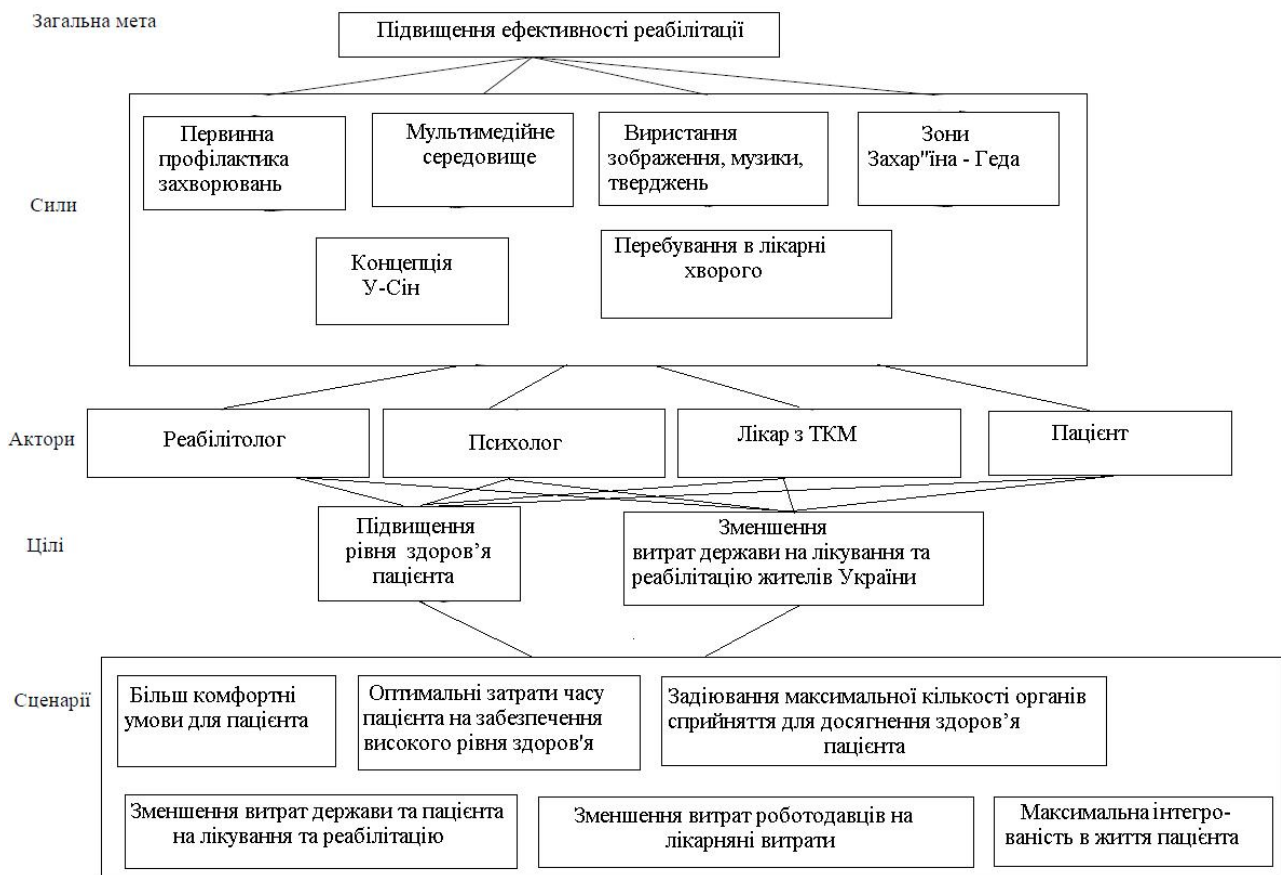 Загальна мета
Підвищення ефективності реабілітації
Сили
Первинна
профілактика
захворювань
Мультимедійне
середовище
Виристання
зображення, музики,
тверджень
Зони
Захар"їна - Геда
Концепція
У-Сін
Перебування в лікарні
хворого
Актори
Реабілітолог
Психолог
Лікар з ТКМ
Пацієнт
Цілі
Підвищення
рівня здоров’я
пацієнта
Зменшення
витрат держави на лікування та
реабілітацію жителів України
Сценарії
Більш комфортні
умови для пацієнта
Оптимальні затрати часу
пацієнта на забезпечення
високого рівня здоров'я
Задіювання максимальної кількості органів
сприйняття для досягнення здоров’я
пацієнта
Зменшення витрат держави та пацієнта
на лікування та реабілітацію
Зменшення витрат роботодавців на
лікарняні витрати
Максимальна інтегро-
ваність в життя пацієнта